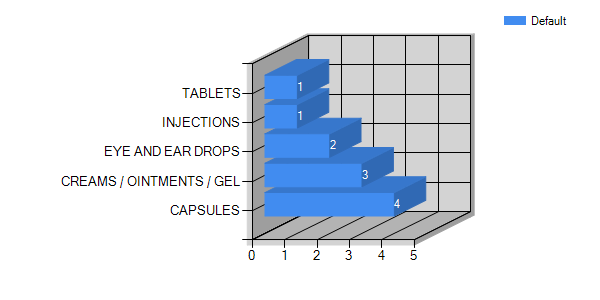 Default
TABLETS 1
INJECTIONS 1
EYE AND EAR DROPS 2
CREAMS / OINTMENTS / GEL 3
CAPSULES 4
0 1 2 3 4 5